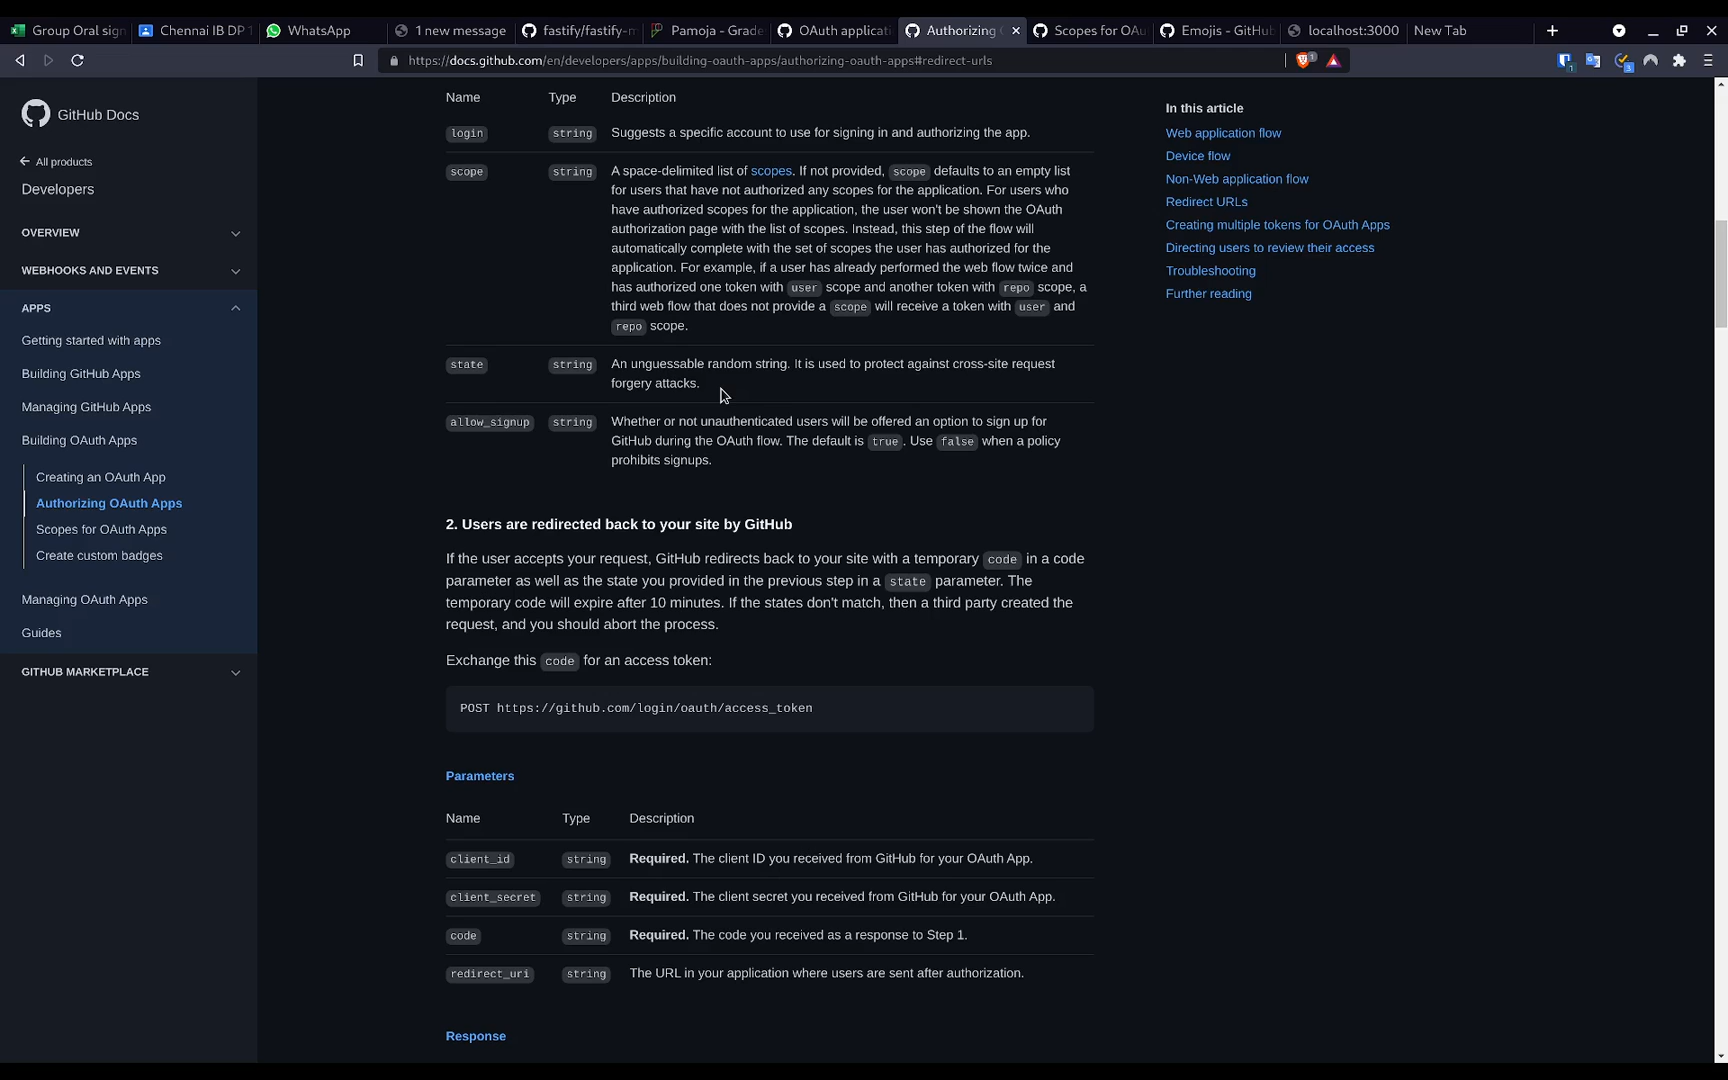 Group Oral sign
Chennai IB DP 1
WhatsApp
1 new message
fastify/fastify-m
Pamoja - Grade
OAuth applicati
Authorizing
Scopes for OAu
Emojis - GitHub
localhost:3000
New Tab
https://docs.github.com/en/developers/apps/building-oauth-apps/authorizing-oauth-apps#redirect-urls
1
1
3
GitHub Docs
All products
Developers
OVERVIEW
WEBHOOKS AND EVENTS
APPS
Getting started with apps
Building GitHub Apps
Managing GitHub Apps
Building OAuth Apps
Creating an OAuth App
Authorizing OAuth Apps
Scopes for OAuth Apps
Create custom badges
Managing OAuth Apps
Guides
GITHUB MARKETPLACE
Name Type Description
login string Suggests a specific account to use for signing in and authorizing the app.
scope string A space-delimited list of scopes. If not provided, scope defaults to an empty list
for users that have not authorized any scopes for the application. For users who
have authorized scopes for the application, the user won't be shown the OAuth
authorization page with the list of scopes. Instead, this step of the flow will
automatically complete with the set of scopes the user has authorized for the
application. For example, if a user has already performed the web flow twice and
has authorized one token with user scope and another token with repo scope, a
third web flow that does not provide a scope will receive a token with user and
repo scope.
state string An unguessable random string. It is used to protect against cross-site request
forgery attacks.
allow_signup string Whether or not unauthenticated users will be offered an option to sign up for
GitHub during the OAuth flow. The default is true. Use false when a policy
prohibits signups.
2. Users are redirected back to your site by GitHub
If the user accepts your request, GitHub redirects back to your site with a temporary code in a code
parameter as well as the state you provided in the previous step in a state parameter. The
temporary code will expire after 10 minutes. If the states don't match, then a third party created the
request, and you should abort the process.
Exchange this code for an access token:
POST https://github.com/login/oauth/access_token
Parameters
Name Type Description
client_id string Required. The client ID you received from GitHub for your OAuth App.
client_secret string Required. The client secret you received from GitHub for your OAuth App.
code string Required. The code you received as a response to Step 1.
redirect_uri string The URL in your application where users are sent after authorization.
Response
In this article
Web application flow
Device flow
Non-Web application flow
Redirect URLs
Creating multiple tokens for OAuth Apps
Directing users to review their access
Troubleshooting
Further reading